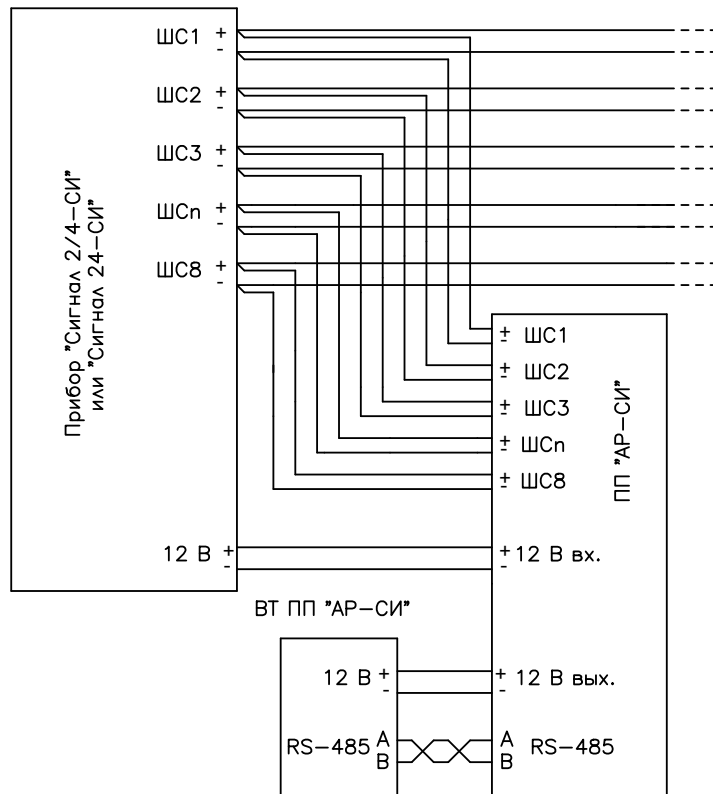 Прибор "Сигнал 2/4-СИ"
или "Сигнал 24-СИ"
ШС1 +
-
ШС2 +
-
ШС3 +
-
ШСn +
-
ШС8 +
-
12 В +
-
± ШС1
± ШС2
± ШС3
± ШСn
± ШС8
ПП "АР-СИ"
+ 12 В вх.
-
ВТ ПП "АР-СИ"
12 В +
-
+ 12 В вых.
-
RS-485 A
B
A RS-485
B